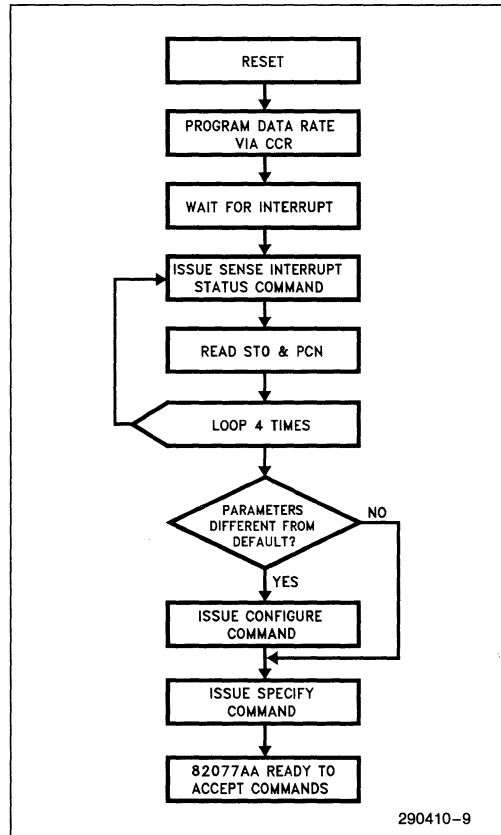 RESET
PROGRAM DATA RATE
VIA CCR
WAIT FOR INTERRUPT
ISSUE SENSE INTERRUPT
STATUS COMMAND
READ ST0 & PCN
LOOP 4 TIMES
PARAMETERS
DIFFERENT FROM
DEFAULT?
NO
YES
ISSUE CONFIGURE
COMMAND
ISSUE SPECIFY
COMMAND
82077AA READY TO
ACCEPT COMMANDS
290410-9